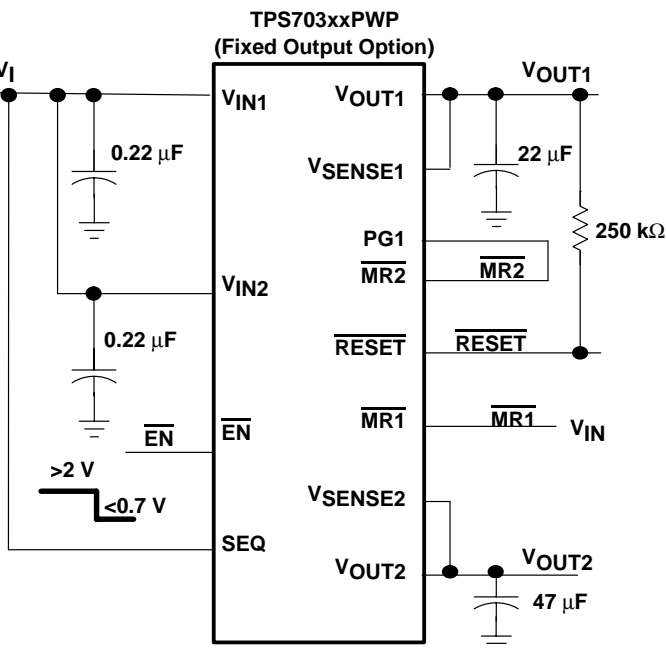 TPS703xxPWP
(Fixed Output Option)
VI
VIN1
VOUT1
VOUT1
0.22 μF
VSENSE1
22 μF
250 kΩ
PG1
MR2
MR2
VIN2
0.22 μF
RESET
RESET
EN
EN
MR1
MR1
VIN
>2 V
<0.7 V
VSENSE2
SEQ
VOUT2
VOUT2
47 μF